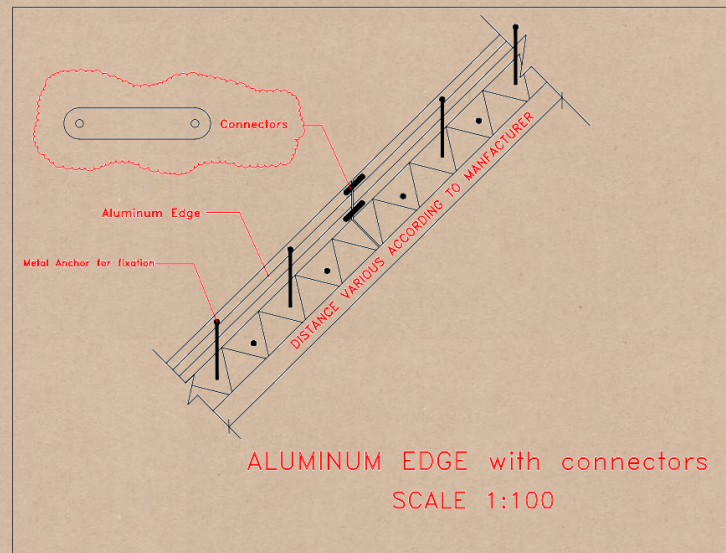 Connectors
Aluminum Edge
Metal Anchor for fixation
DISTANCE VARIOUS ACCORDING TO MANFACTURER
ALUMINUM EDGE with connectors
SCALE 1:100